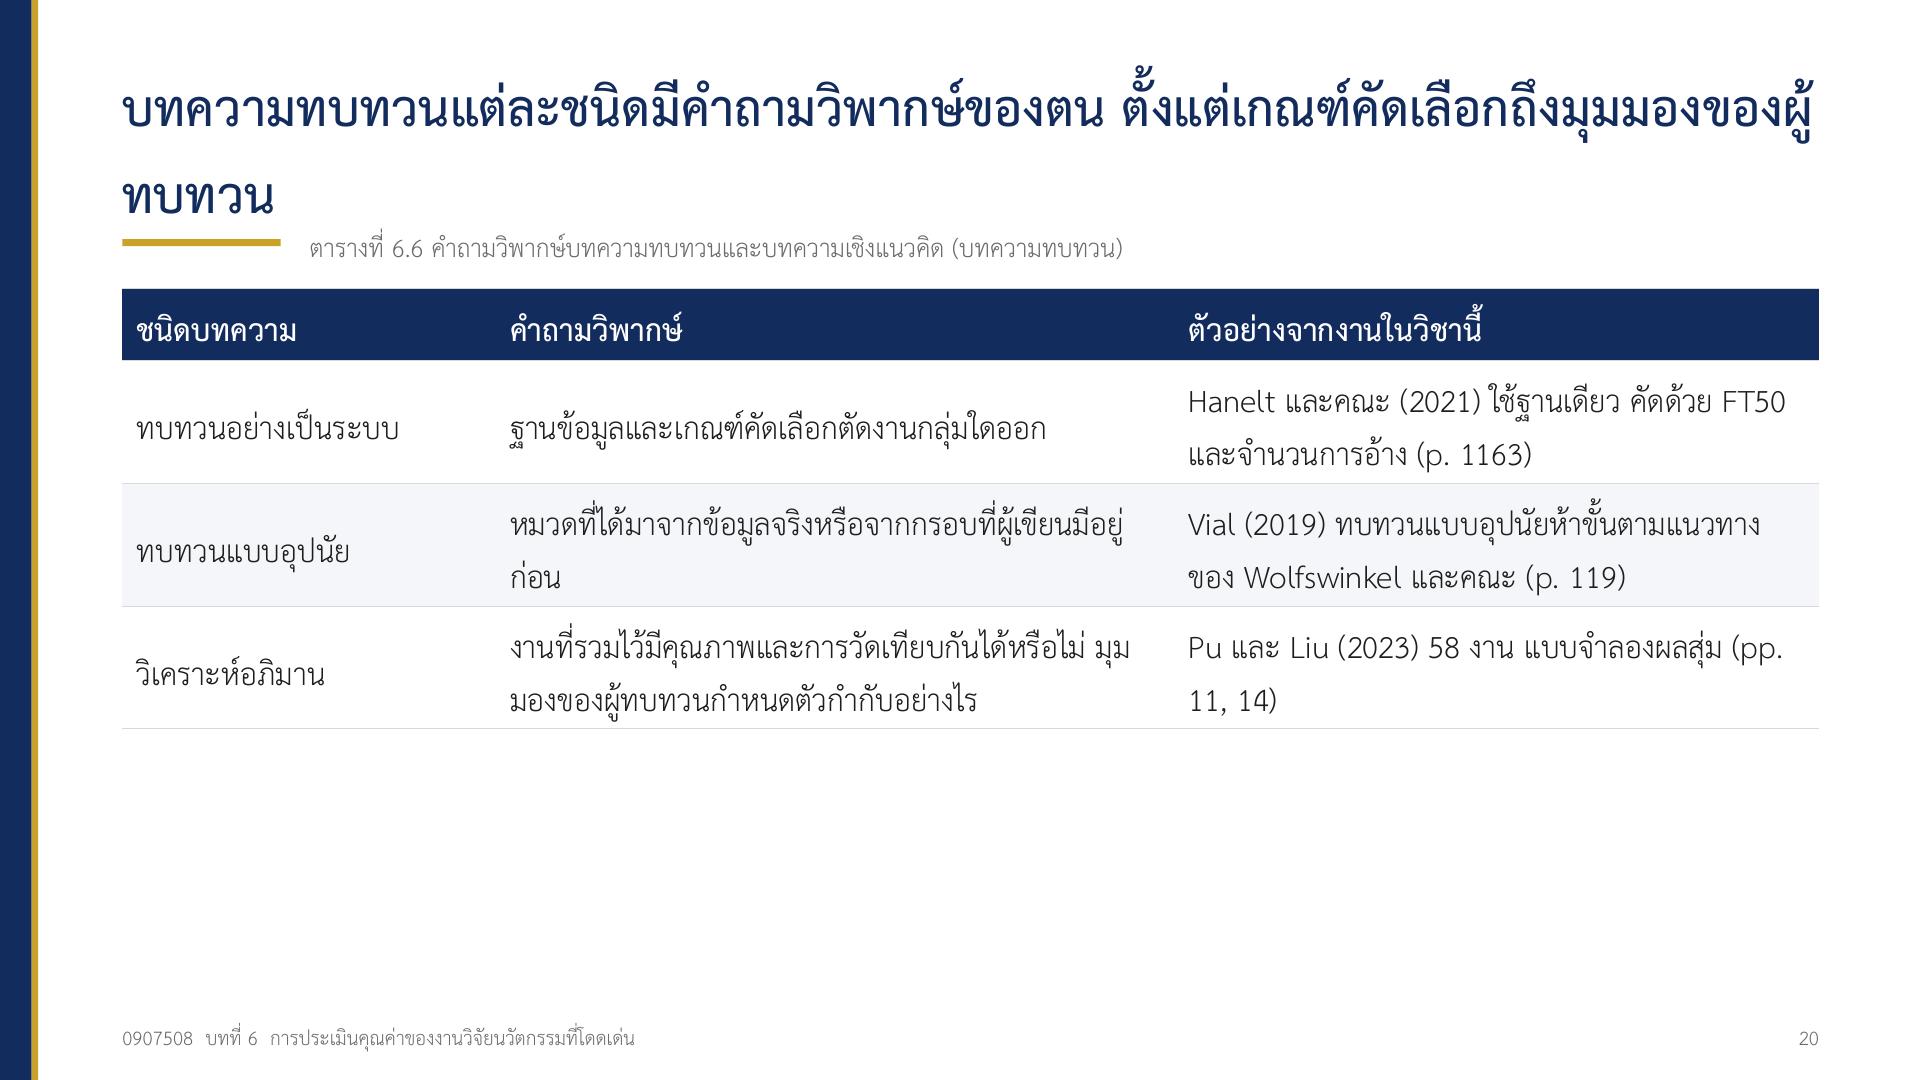 บทความทบทวนแต่ละชนิดมีคำถามวิพากษ์ของตน ตั้งแต่เกณฑ์คัดเลือกถึงมุมมองของผู้
ทบทวน
ตารางที่ 6.6 คำถามวิพากษ์บทความทบทวนและบทความเชิงแนวคิด (บทความทบทวน)
ชนิดบทความ
คำถามวิพากษ์
ตัวอย่างจากงานในวิชานี้
ทบทวนอย่างเป็นระบบ
ฐานข้อมูลและเกณฑ์คัดเลือกตัดงานกลุ่มใดออก
Hanelt และคณะ (2021) ใช้ฐานเดียว คัดด้วย FT50
และจำนวนการอ้าง (p. 1163)
ทบทวนแบบอุปนัย
หมวดที่ได้มาจากข้อมูลจริงหรือจากกรอบที่ผู้เขียนมีอยู่
ก่อน
Vial (2019) ทบทวนแบบอุปนัยห้าขั้นตามแนวทาง
ของ Wolfswinkel และคณะ (p. 119)
วิเคราะห์อภิมาน
งานที่รวมไว้มีคุณภาพและการวัดเทียบกันได้หรือไม่ มุม
มองของผู้ทบทวนกำหนดตัวกำกับอย่างไร
Pu และ Liu (2023) 58 งาน แบบจำลองผลสุ่ม (pp.
11, 14)
0907508 บทที่ 6 การประเมินคุณค่าของงานวิจัยนวัตกรรมที่โดดเด่น
20